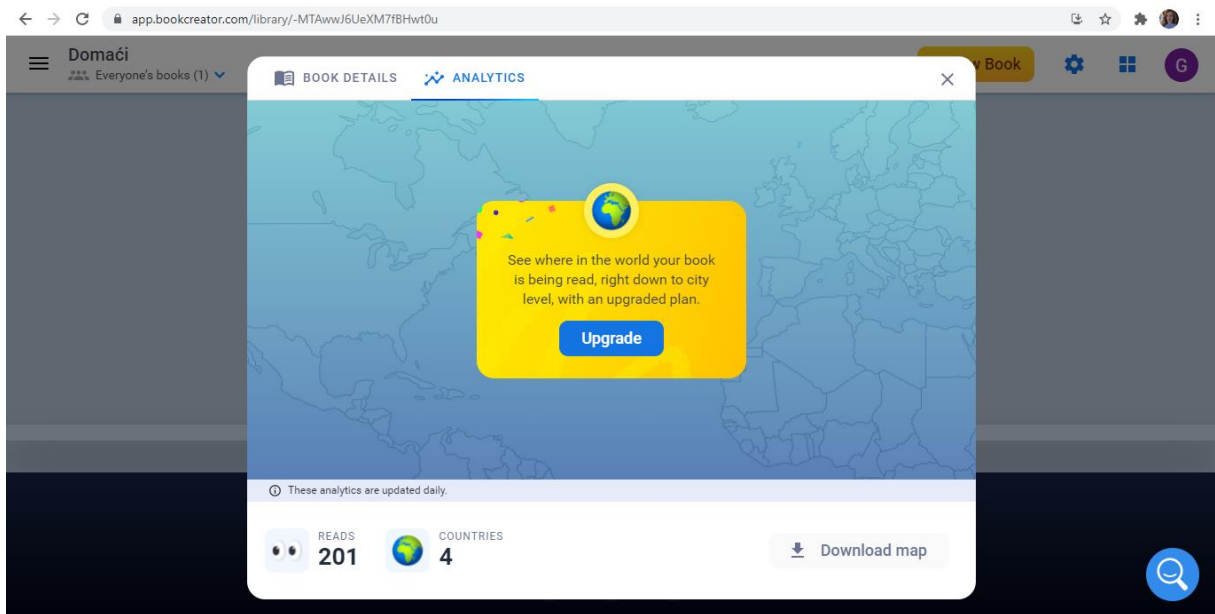 app.bookcreator.com/library/-MTAwwJ6UeXM7fBHwt0u
Domaći
Everyone's books (1)
w Book
G
BOOK DETAILS
ANALYTICS
See where in the world your book
is being read, right down to city
level, with an upgraded plan.
Upgrade
These analytics are updated daily.
READS
201
COUNTRIES
4
Download map